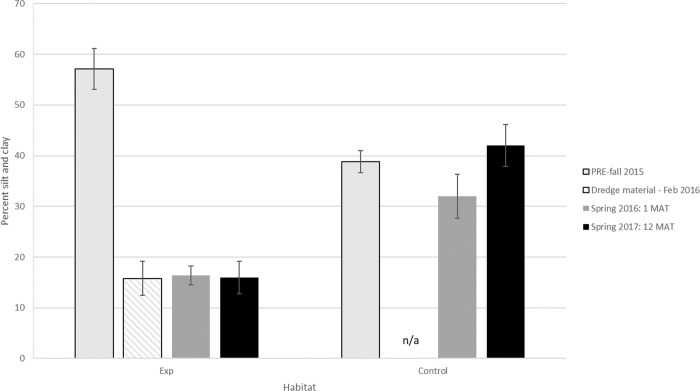 70
60
50
40
30
20
10
0
Percent silt and clay
n/a
Exp
Control
Habitat
PRE-fall 2015
Dredge material - Feb 2016
Spring 2016: 1 MAT
Spring 2017: 12 MAT